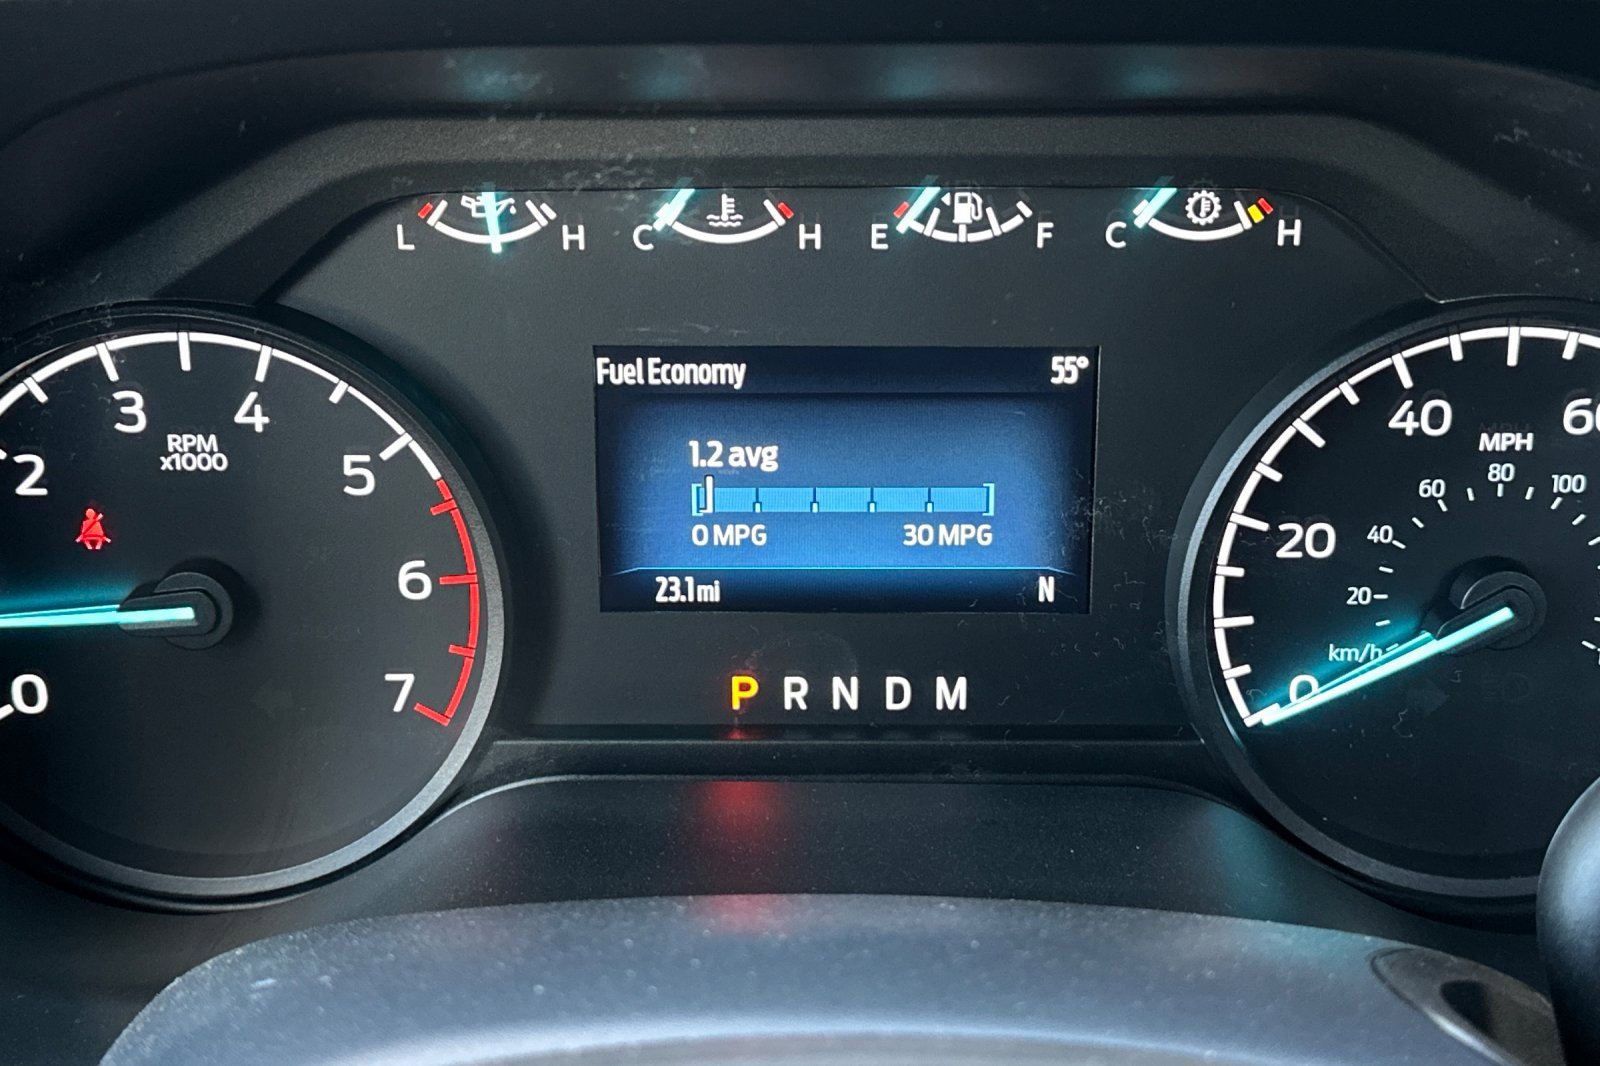 L H C H E F C H
Fuel Economy 55°
1.2 avg
0 MPG 30 MPG
23.1 mi N
P R N D M
0 2 3 4 5 6 7
RPM
x1000
0 20 40 60
MPH
20 40 60 80 100
km/h